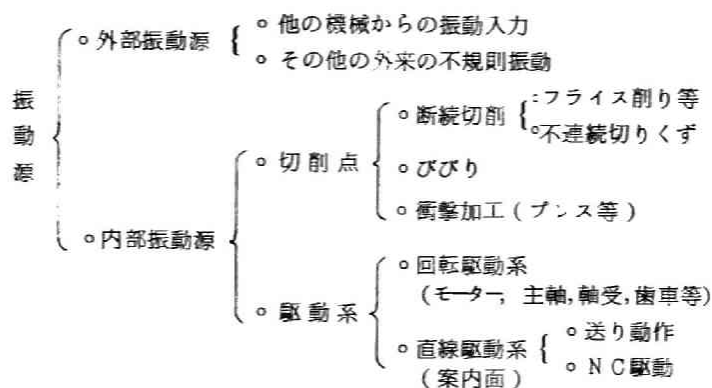 振動源
外部振動源
他の機械からの振動入力
その他の外来の不規則振動
内部振動源
切削点
断続切削
フライス削り等
不連続切りくず
びびり
衝撃加工(プンス等)
駆動系
回転駆動系
(モーター, 主軸,軸受,歯車等)
直線駆動系
(案内面)
送り動作
NC駆動